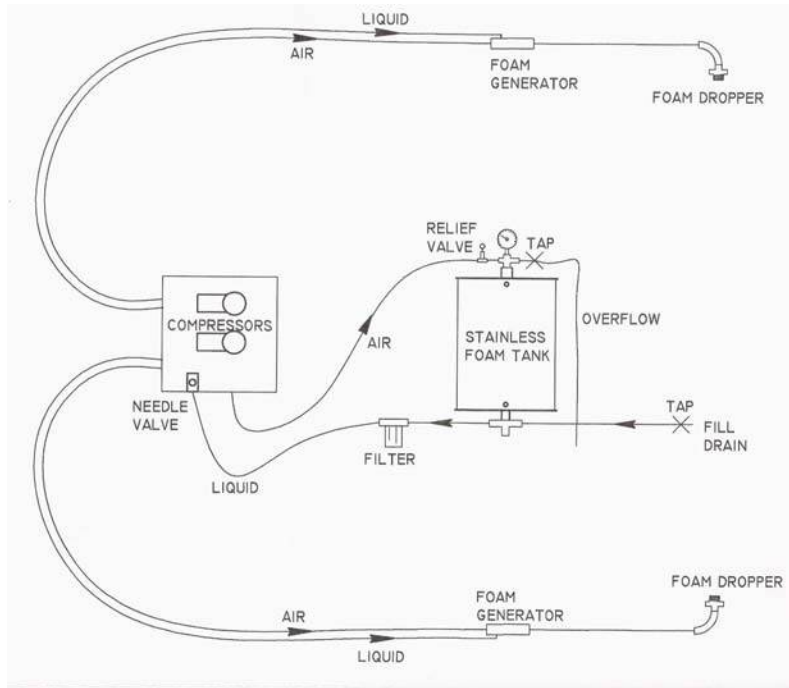 LIQUID
AIR
FOAM
GENERATOR
FOAM DROPPER
RELIEF
VALVE
TAP
COMPRESSORS
OVERFLOW
STAINLESS
FOAM TANK
AIR
NEEDLE
VALVE
TAP
FILL
DRAIN
FILTER
LIQUID
FOAM DROPPER
FOAM
GENERATOR
AIR
LIQUID